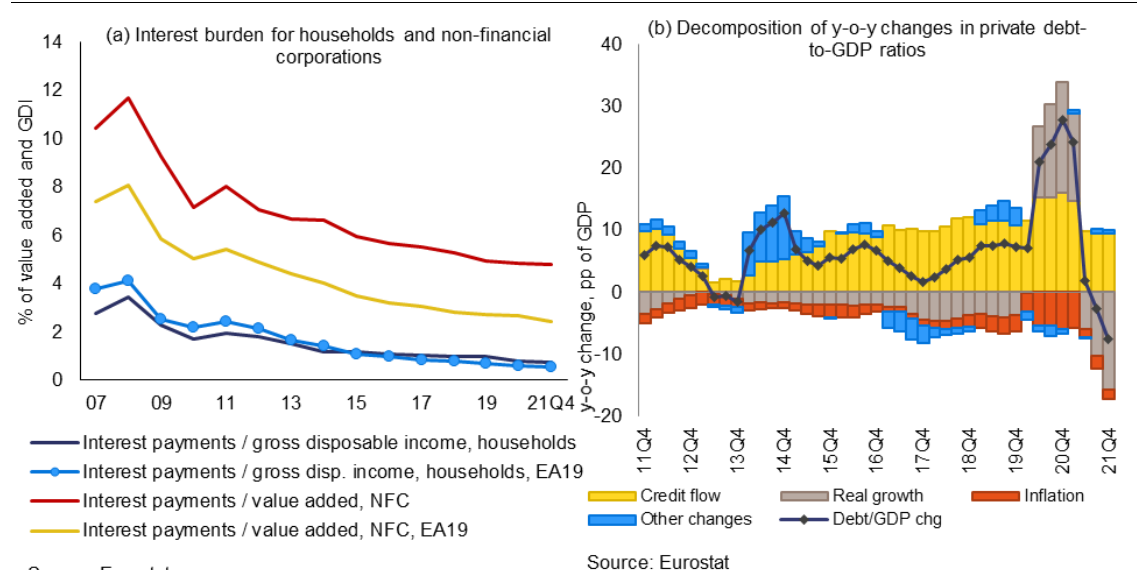 (a) Interest burden for households and non-financial
corporations
% of value added and GDI
14
12
10
8
6
4
2
0
07
09
11
13
15
17
19
21Q4
Interest payments / gross disposable income, households
Interest payments / gross disp. income, households, EA19
Interest payments / value added, NFC
Interest payments / value added, NFC, EA19
(b) Decomposition of y-o-y changes in private debt-
to-GDP ratios
y-o-y change, pp of GDP
40
30
20
10
0
-10
-20
11Q4
12Q4
13Q4
14Q4
15Q4
16Q4
17Q4
18Q4
19Q4
20Q4
21Q4
Credit flow
Real growth
Inflation
Other changes
Debt/GDP chg
Source: Eurostat